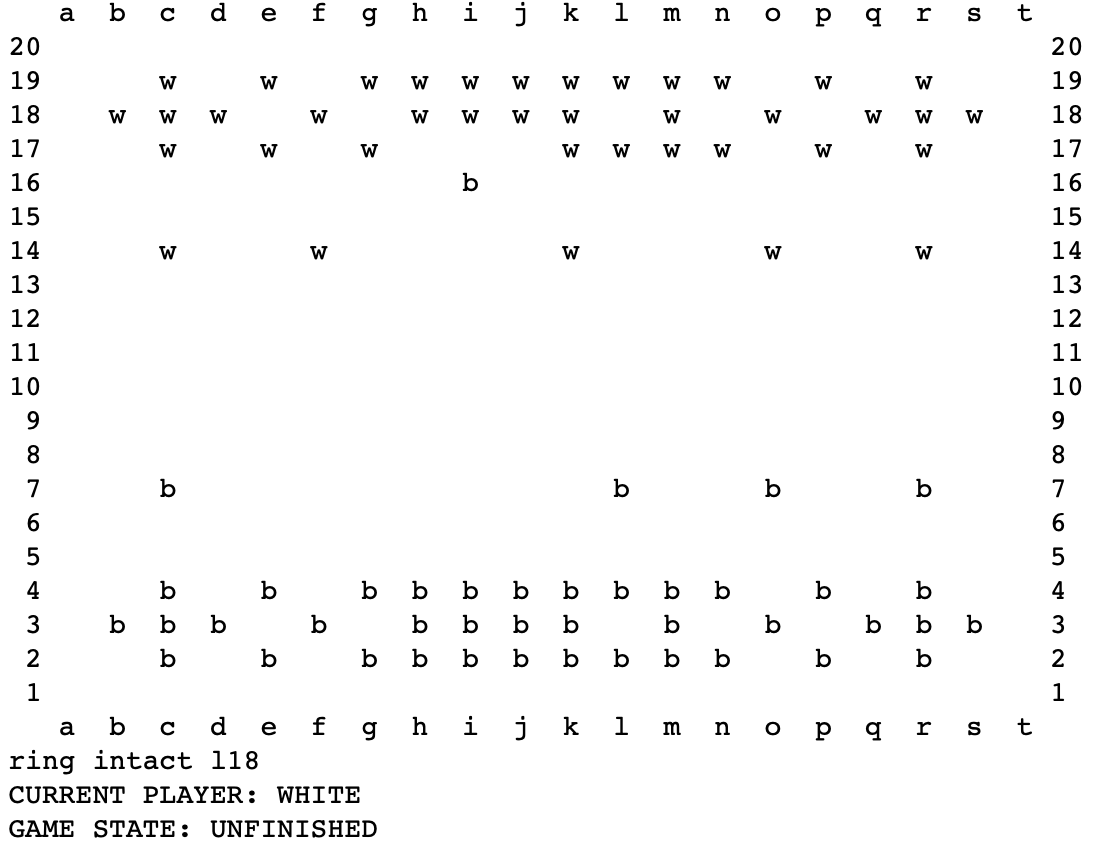 a b c d e f g h i j k l m n o p q r s t
20                                         20
19     w   w   w w w w w w w w   w   w     19
18   w w w   w   w w w w   w   w   w w w   18
17     w   w   w       w w w w   w   w     17
16                 b                       16
15                                         15
14     w     w         w       w     w     14
13                                         13
12                                         12
11                                         11
10                                         10
 9                                         9
 8                                         8
 7     b                 b     b     b     7
 6                                         6
 5                                         5
 4     b   b   b b b b b b b b   b   b     4
 3   b b b   b   b b b b   b   b   b b b   3
 2     b   b   b b b b b b b b   b   b     2
 1                                         1
a b c d e f g h i j k l m n o p q r s t
ring intact l18
CURRENT PLAYER: WHITE
GAME STATE: UNFINISHED